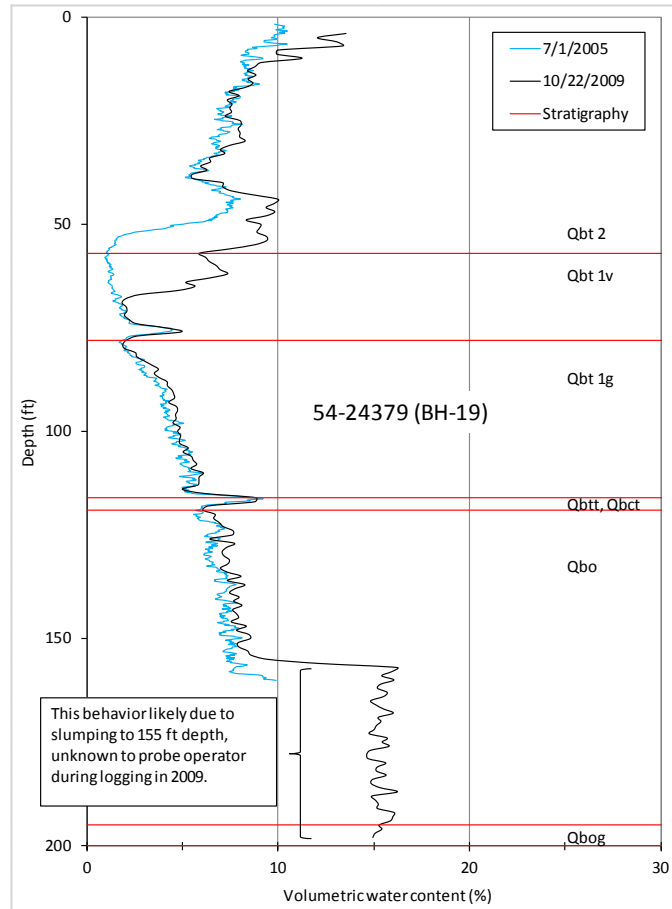 0
7/1/2005
10/22/2009
Stratigraphy
50
Qbt 2
Qbt 1v
Qbt 1g
54-24379 (BH-19)
Depth (ft)
100
Qbtt, Qbct
Qbo
150
This behavior likely due to
slumping to 155 ft depth,
unknown to probe operator
during logging in 2009.
Qbog
200
0 10 20 30
Volumetric water content (%)